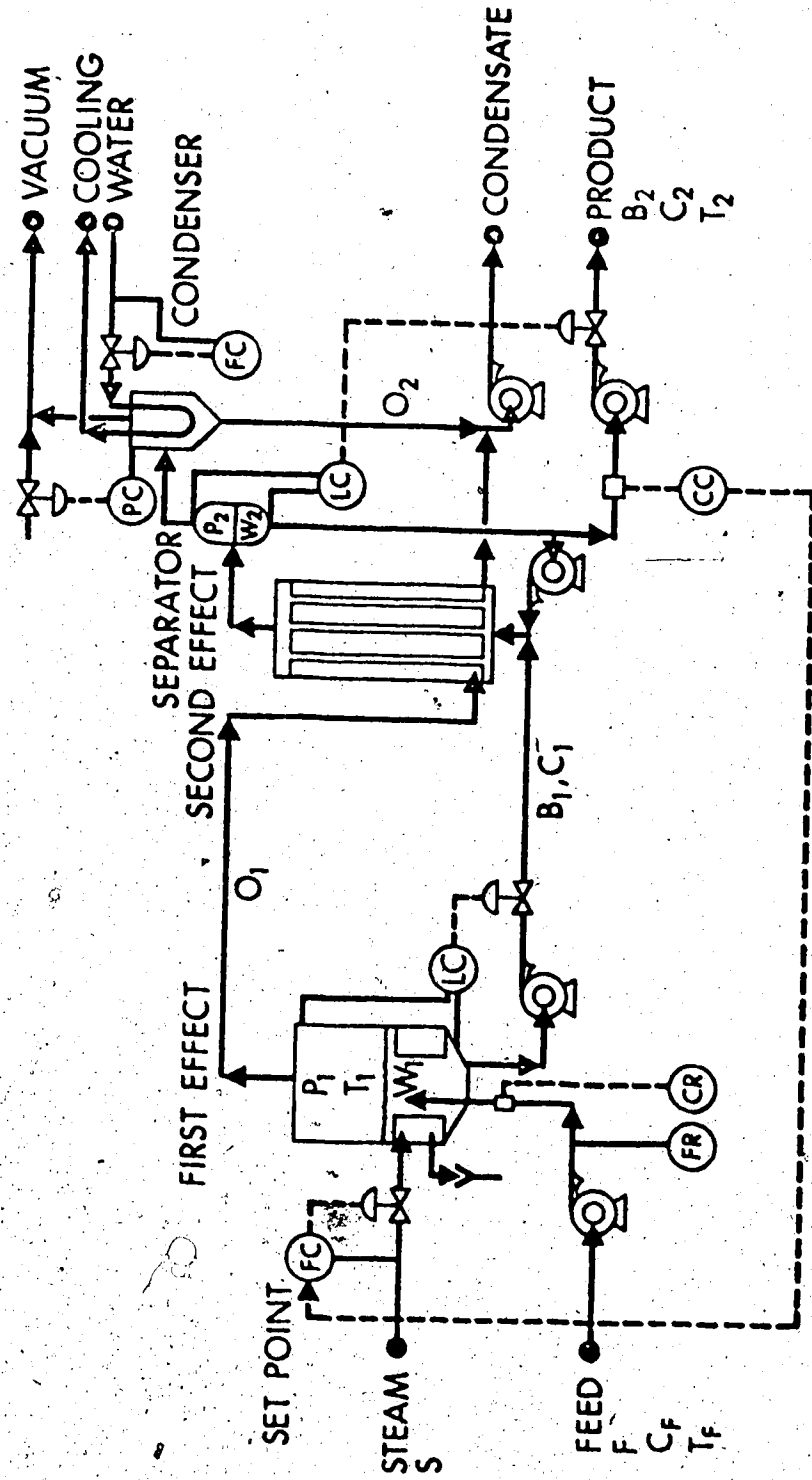 VACUUM
COOLING
WATER
CONDENSER
FC
PC
SEPARATOR
SECOND EFFECT
P2
W2
LC
O2
CONDENSATE
PRODUCT
B2
C2
T2
CC
O1
B1, C1
FIRST EFFECT
P1
T1
W1
LC
SET POINT
FC
STEAM
S
FEED
F
CF
TF
FR
CR